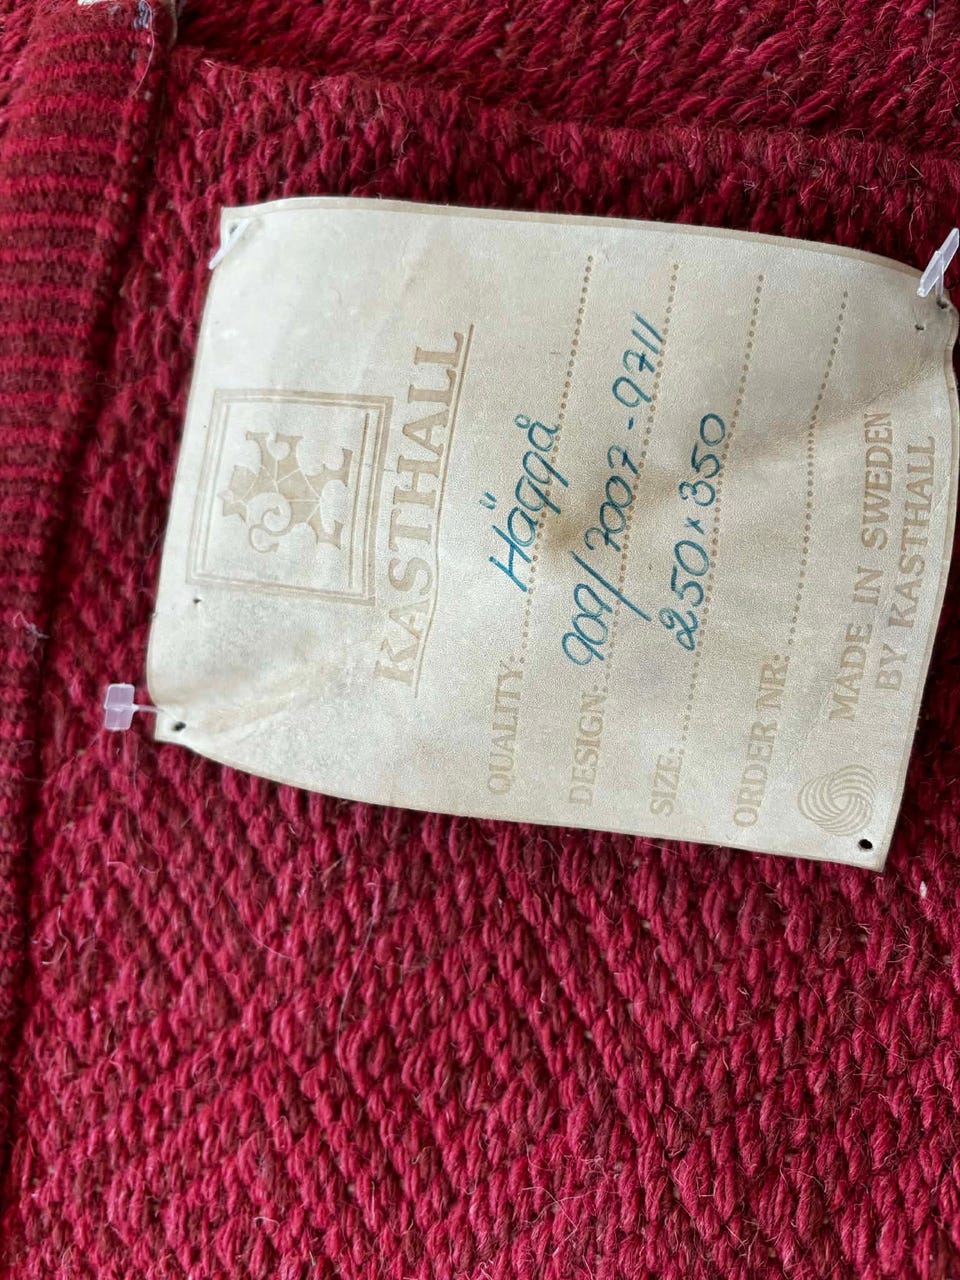 KASTHALL
QUALITY: Häggå
DESIGN: 909/7007-9711
SIZE: 250x350
ORDER NR:
MADE IN SWEDEN
BY KASTHALL